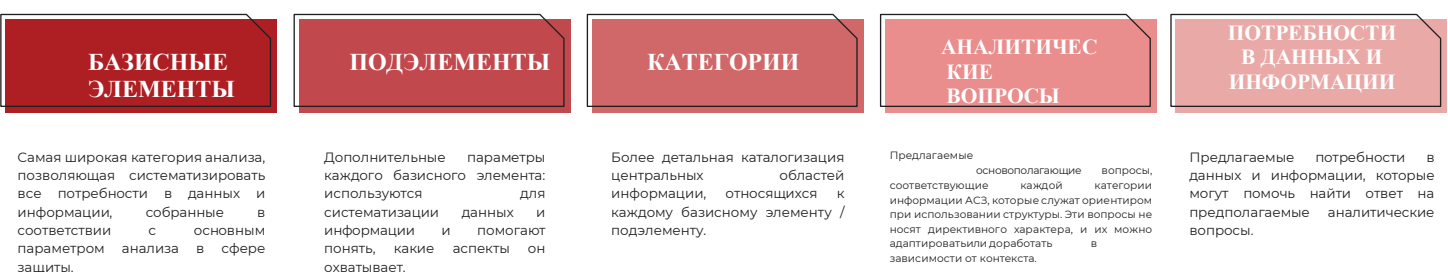 БАЗИСНЫЕ
ЭЛЕМЕНТЫ
Самая широкая категория анализа,
позволяющая систематизировать
все потребности в данных и
информации, собранные в
соответствии с основным
параметром анализа в сфере
защиты.
ПОДЭЛЕМЕНТЫ
Дополнительные параметры
каждого базисного элемента:
используются для
систематизации данных и
информации и помогают
понять, какие аспекты он
охватывает.
КАТЕГОРИИ
Более детальная каталогизация
центральных областей
информации, относящихся к
каждому базисному элементу /
подэлементу.
АНАЛИТИЧЕС
КИЕ
ВОПРОСЫ
Предлагаемые
основополагающие вопросы,
соответствующие каждой категории
информации АСЗ, которые служат ориентиром
при использовании структуры. Эти вопросы не
носят директивного характера, и их можно
адаптироватьили доработать в
зависимости от контекста.
ПОТРЕБНОСТИ
В ДАННЫХ И
ИНФОРМАЦИИ
Предлагаемые потребности в
данных и информации, которые
могут помочь найти ответ на
предполагаемые аналитические
вопросы.